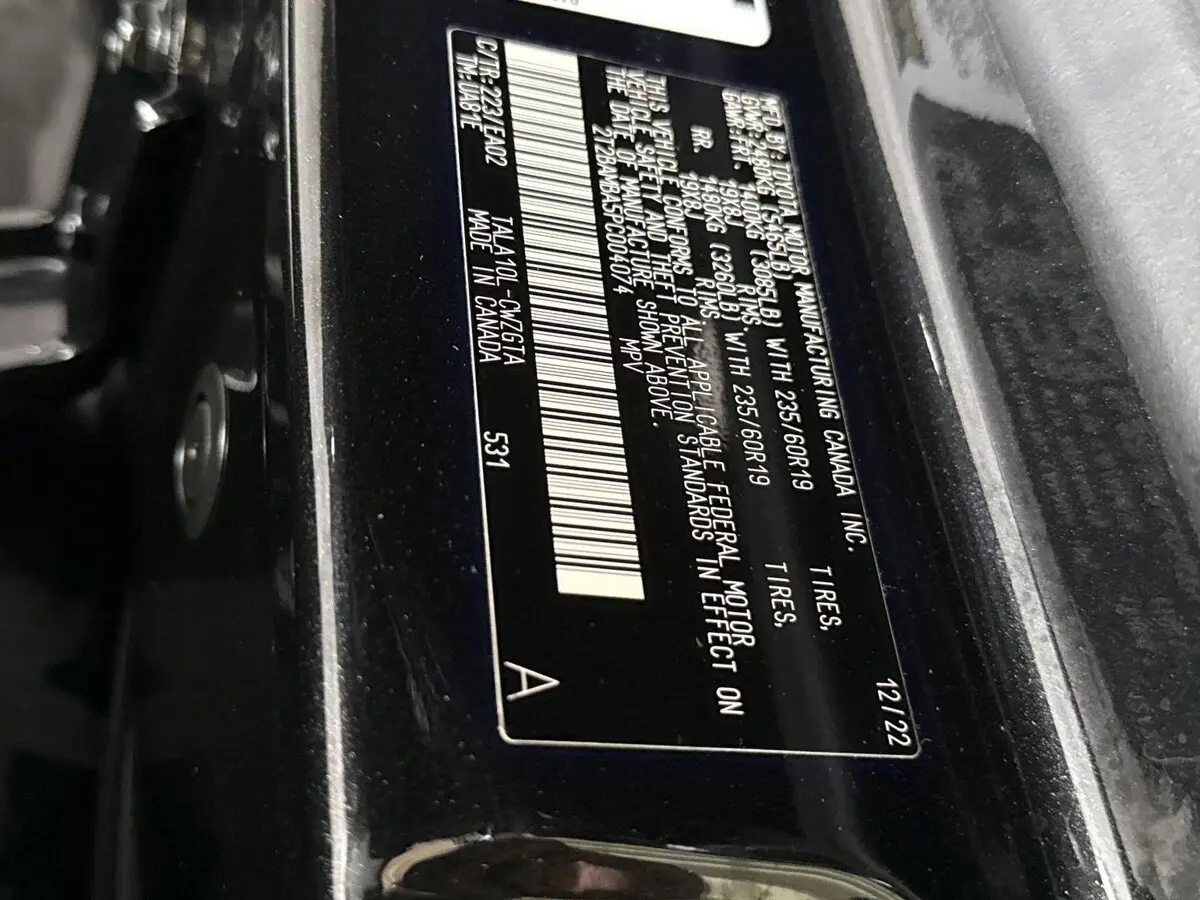 MFD. BY: TOYOTA MOTOR MANUFACTURING CANADA INC. 12/22
GVWR: 2480KG (5465LB)
GAWR: FRT. 1400KG (3085LB) WITH 235/60R19 TIRES,
19X8J RIMS.
RR. 1480KG (3260LB) WITH 235/60R19 TIRES,
19X8J RIMS.
THIS VEHICLE CONFORMS TO ALL APPLICABLE FEDERAL MOTOR
VEHICLE SAFETY AND THEFT PREVENTION STANDARDS IN EFFECT ON
THE DATE OF MANUFACTURE SHOWN ABOVE.
2T2BAMBA5PC004074 MPV
C/TR: 223/EA02 TALA10L-CWZGTA 531 A
TM: UA81E MADE IN CANADA